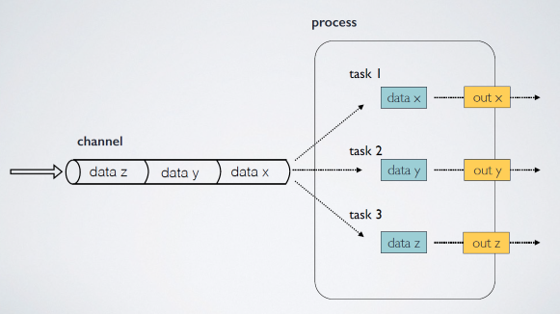 process
task 1
data x
out x
channel
data z
data y
data x
task 2
data y
out y
task 3
data z
out z